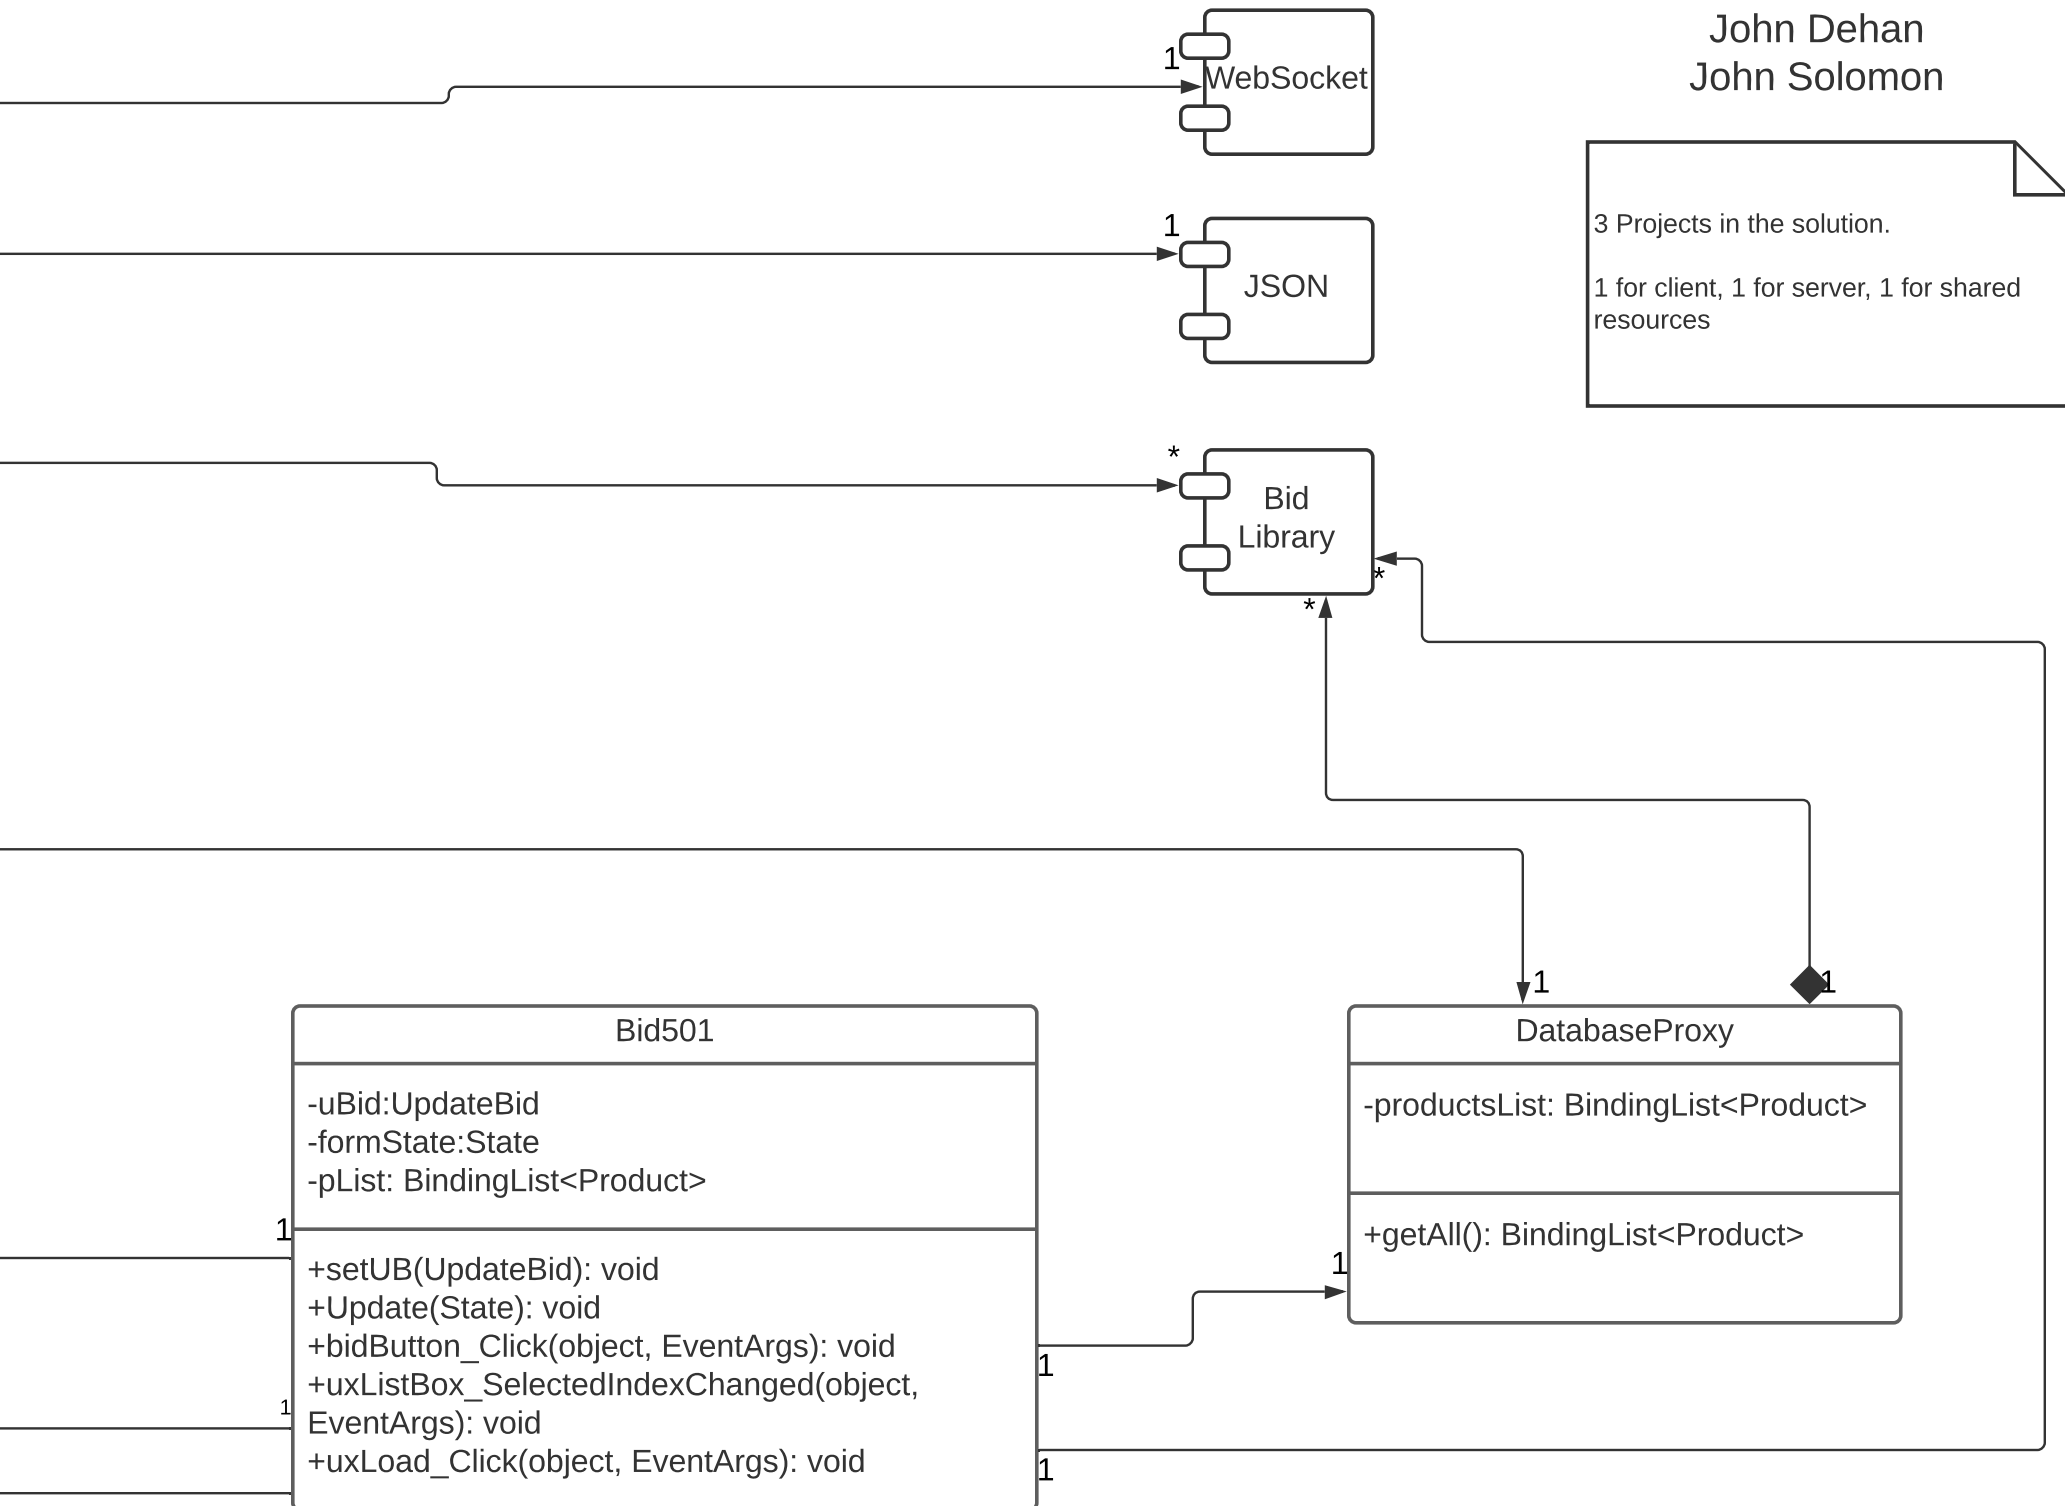 1
WebSocket
John Dehan
John Solomon
1
JSON
3 Projects in the solution.
1 for client, 1 for server, 1 for shared
resources
*
Bid
Library
*
*
1
1
Bid501
-uBid:UpdateBid
-formState:State
-pList: BindingList<Product>
1
+setUB(UpdateBid): void
+Update(State): void
+bidButton_Click(object, EventArgs): void
+uxListBox_SelectedIndexChanged(object,
EventArgs): void
+uxLoad_Click(object, EventArgs): void
1
1
1
DatabaseProxy
-productsList: BindingList<Product>
+getAll(): BindingList<Product>
1